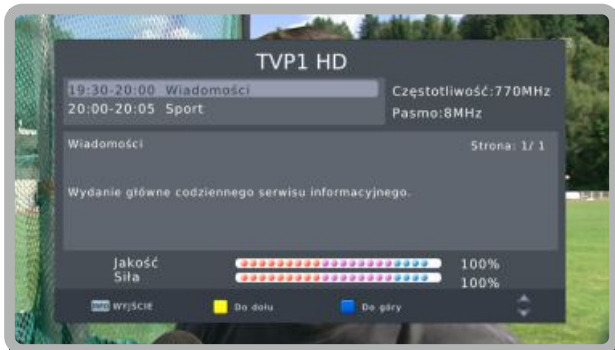 TVP1 HD
19:30-20:00 Wiadomości
20:00-20:05 Sport
Częstotliwość:770MHz
Pasmo:8MHz
Wiadomości
Strona: 1/ 1
Wydanie główne codziennego serwisu informacyjnego.
Jakość 100%
Siła 100%
INFO WYJŚCIE Do dołu Do góry